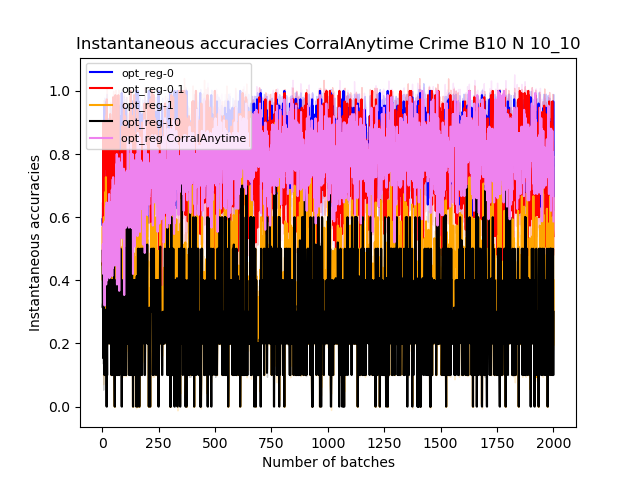 Instantaneous accuracies CorralAnytime Crime B10 N 10_10
opt_reg-0
opt_reg-0.1
opt_reg-1
opt_reg-10
opt_reg CorralAnytime
1.0
0.8
0.6
0.4
0.2
0.0
Instantaneous accuracies
0 250 500 750 1000 1250 1500 1750 2000
Number of batches